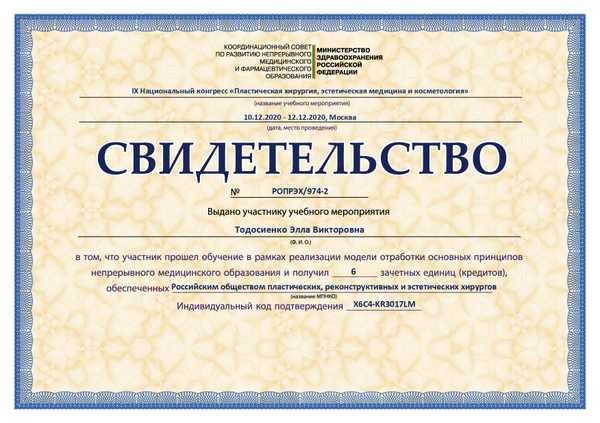 КООРДИНАЦИОННЫЙ СОВЕТ
ПО РАЗВИТИЮ НЕПРЕРЫВНОГО
МЕДИЦИНСКОГО
И ФАРМАЦЕВТИЧЕСКОГО
ОБРАЗОВАНИЯ
МИНИСТЕРСТВО
ЗДРАВООХРАНЕНИЯ
РОССИЙСКОЙ
ФЕДЕРАЦИИ
IX Национальный конгресс «Пластическая хирургия, эстетическая медицина и косметология»
(название учебного мероприятия)
10.12.2020 - 12.12.2020, Москва
(дата, место проведения)
СВИДЕТЕЛЬСТВО
№ РОПРЭХ/974-2
Выдано участнику учебного мероприятия
Тодосиенко Элла Викторовна
(Ф. И. О.)
в том, что участник прошел обучение в рамках реализации модели отработки основных принципов
непрерывного медицинского образования и получил 6 зачетных единиц (кредитов),
обеспеченных Российским обществом пластических, реконструктивных и эстетических хирургов
(название МПНКО)
Индивидуальный код подтверждения X6C4-KR3017LM